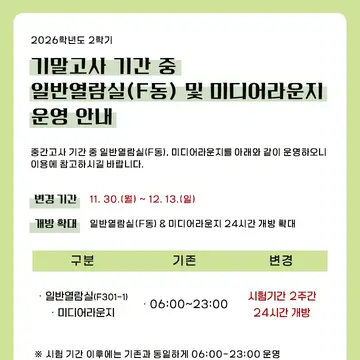 2026학년도 2학기
기말고사 기간 중
일반열람실(F동) 및 미디어라운지
운영 안내
중간고사 기간 중 일반열람실(F동), 미디어라운지를 아래와 같이 운영하오니
이용에 참고하시길 바랍니다.
변경 기간 11. 30.(월) ~ 12. 13.(일)
개방 확대 일반열람실(F동) & 미디어라운지 24시간 개방 확대
구분 기존 변경
· 일반열람실(F301-1)
· 미디어라운지
· 06:00~23:00
시험기간 2주간
24시간 개방
※ 시험 기간 이후에는 기존과 동일하게 06:00-23:00 운영